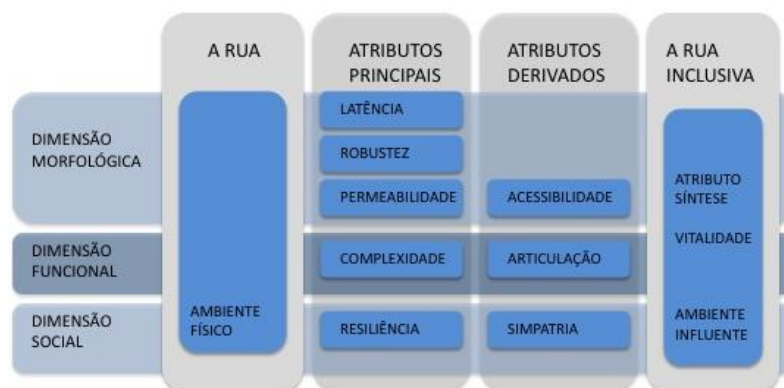 A RUA
ATRIBUTOS
PRINCIPAIS
ATRIBUTOS
DERIVADOS
A RUA
INCLUSIVA
DIMENSÃO
MORFOLÓGICA
LATÊNCIA
ROBUSTEZ
PERMEABILIDADE
ACESSIBILIDADE
ATRIBUTO
SÍNTESE
VITALIDADE
DIMENSÃO
FUNCIONAL
COMPLEXIDADE
ARTICULAÇÃO
DIMENSÃO
SOCIAL
AMBIENTE
FÍSICO
RESILIÊNCIA
SIMPATRIA
AMBIENTE
INFLUENTE